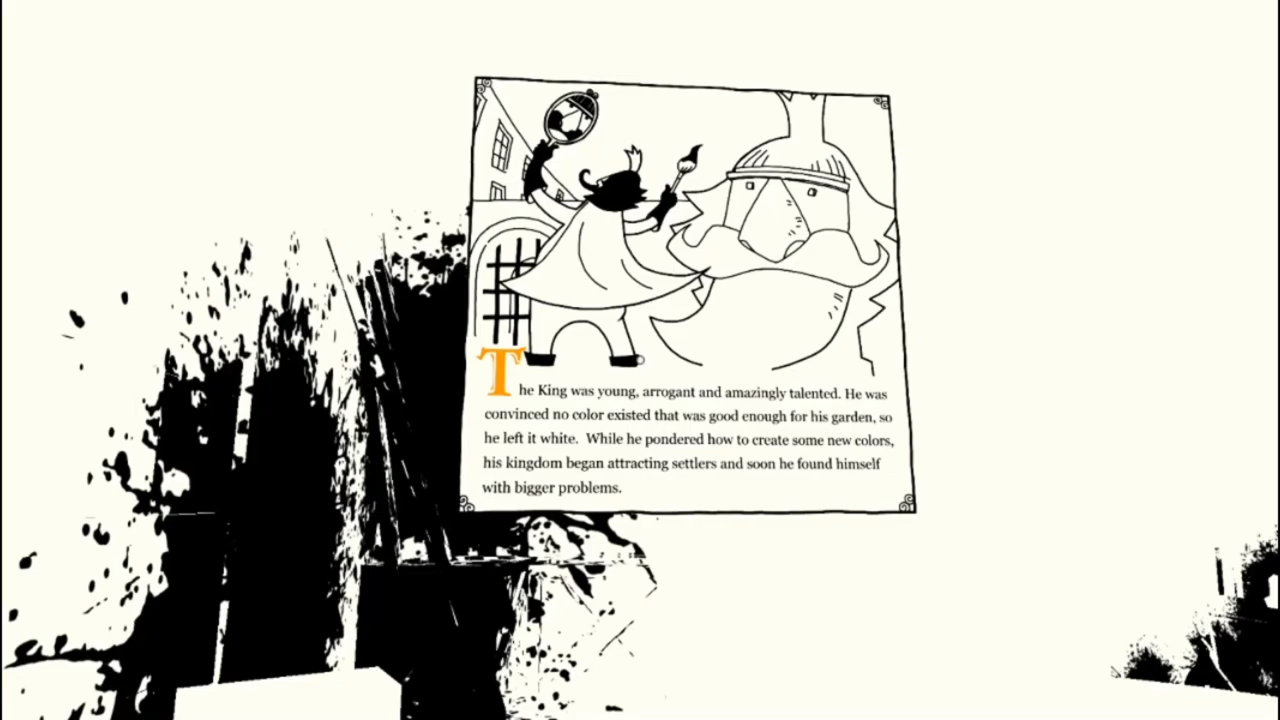 The King was young, arrogant and amazingly talented. He was
convinced no color existed that was good enough for his garden, so
he left it white.  While he pondered how to create some new colors,
his kingdom began attracting settlers and soon he found himself
with bigger problems.